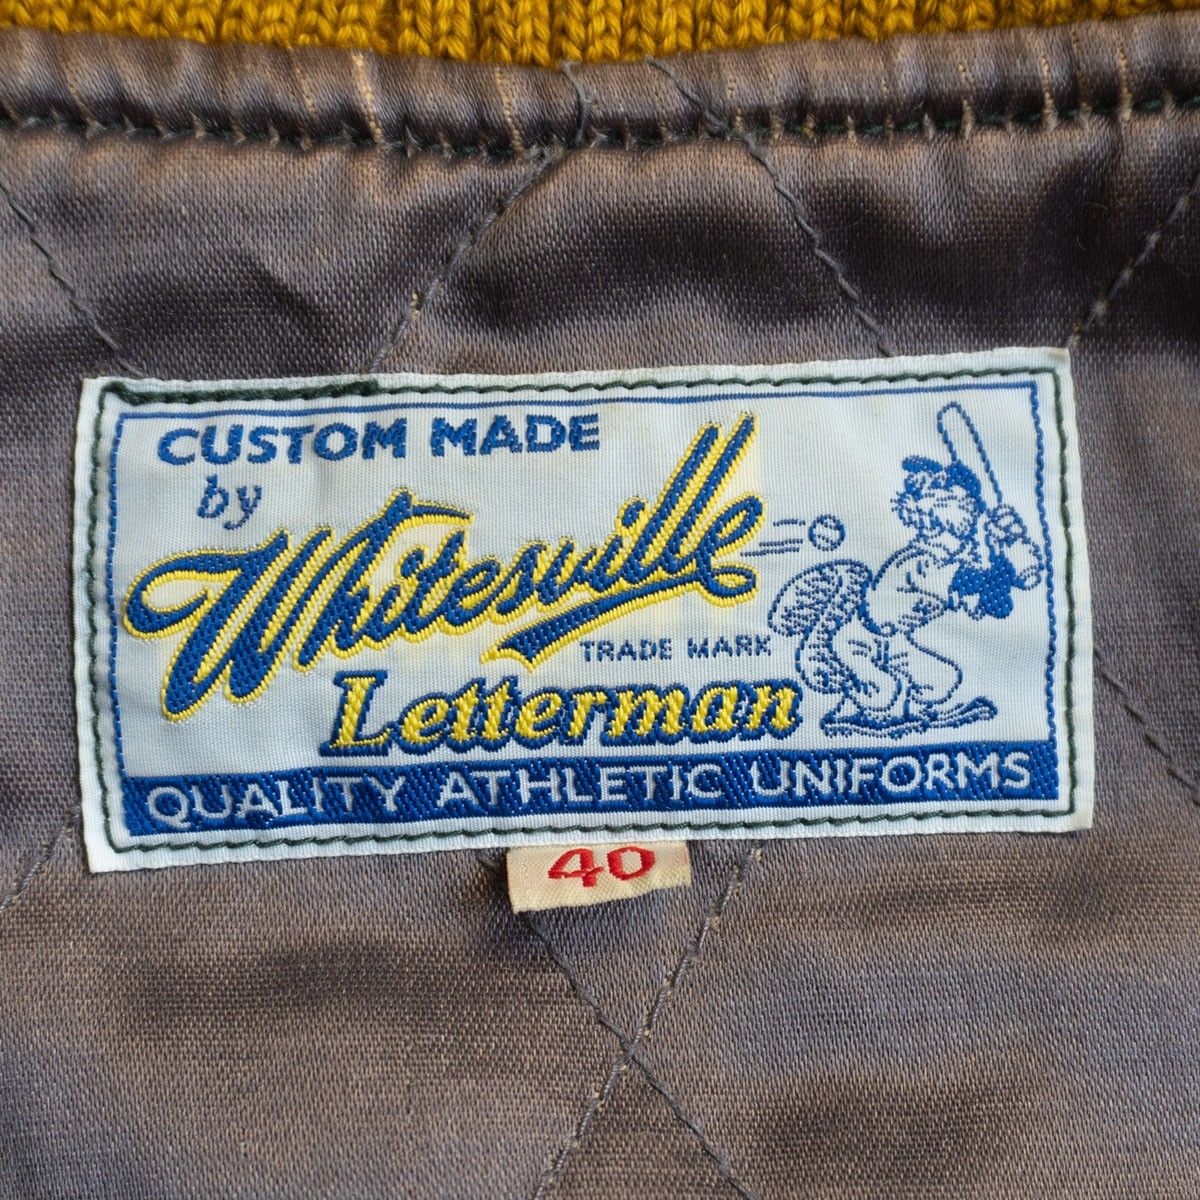 CUSTOM MADE
by
Whitesville
TRADE MARK
Letterman
QUALITY ATHLETIC UNIFORMS
40